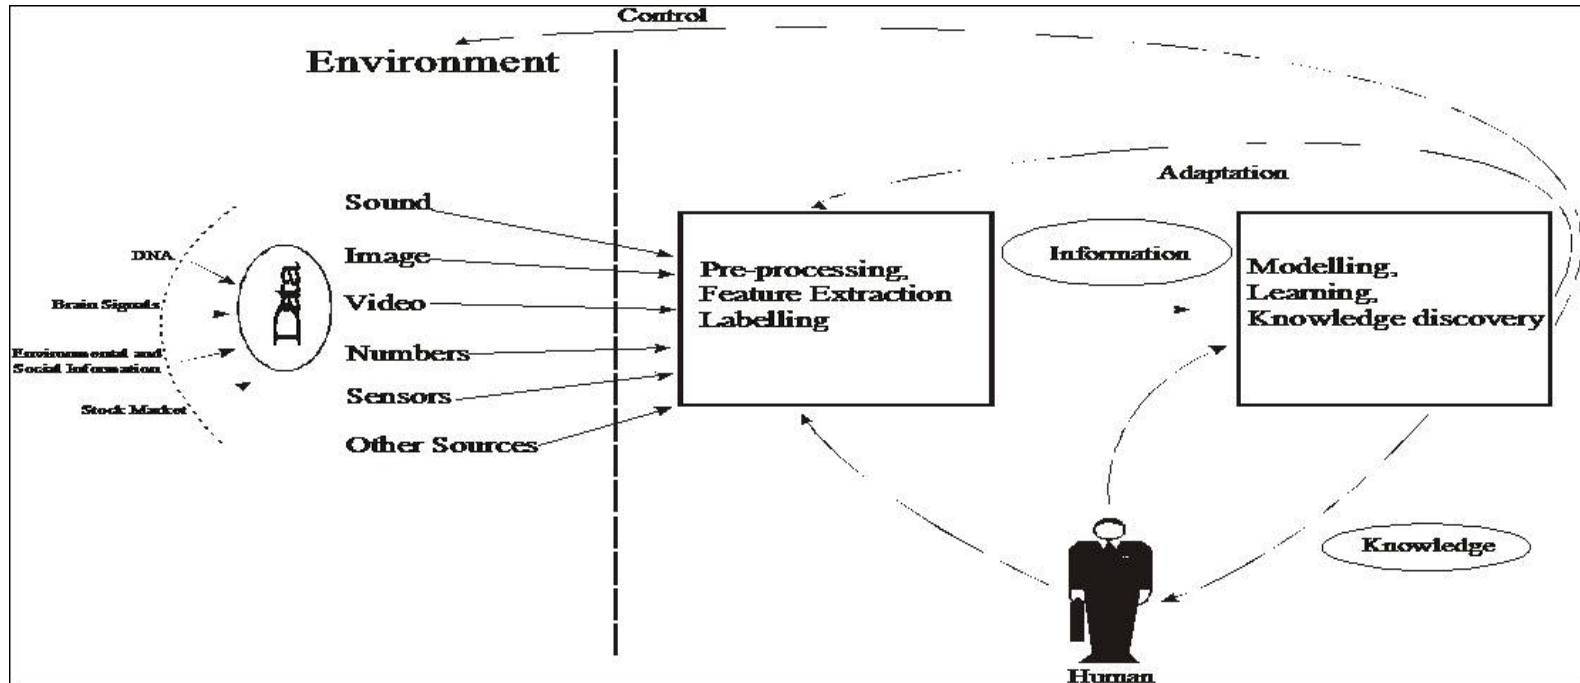 Control
Environment
Adaptation
Sound
Image
Video
Numbers
Sensors
Other Sources
DNA
Brain Signals
Environmental and
Social Information
Stock Market
Data
Pre-processing,
Feature Extraction
Labelling
Information
Modelling,
Learning,
Knowledge discovery
Knowledge
Human